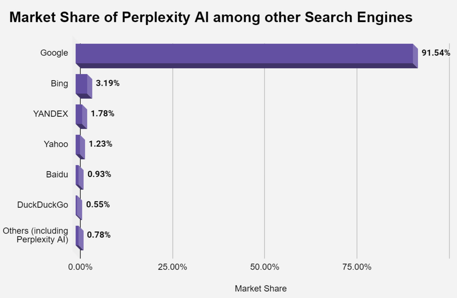 Market Share of Perplexity AI among other Search Engines
Google 91.54%
Bing 3.19%
YANDEX 1.78%
Yahoo 1.23%
Baidu 0.93%
DuckDuckGo 0.55%
Others (including
Perplexity AI) 0.78%
0.00% 25.00% 50.00% 75.00%
Market Share